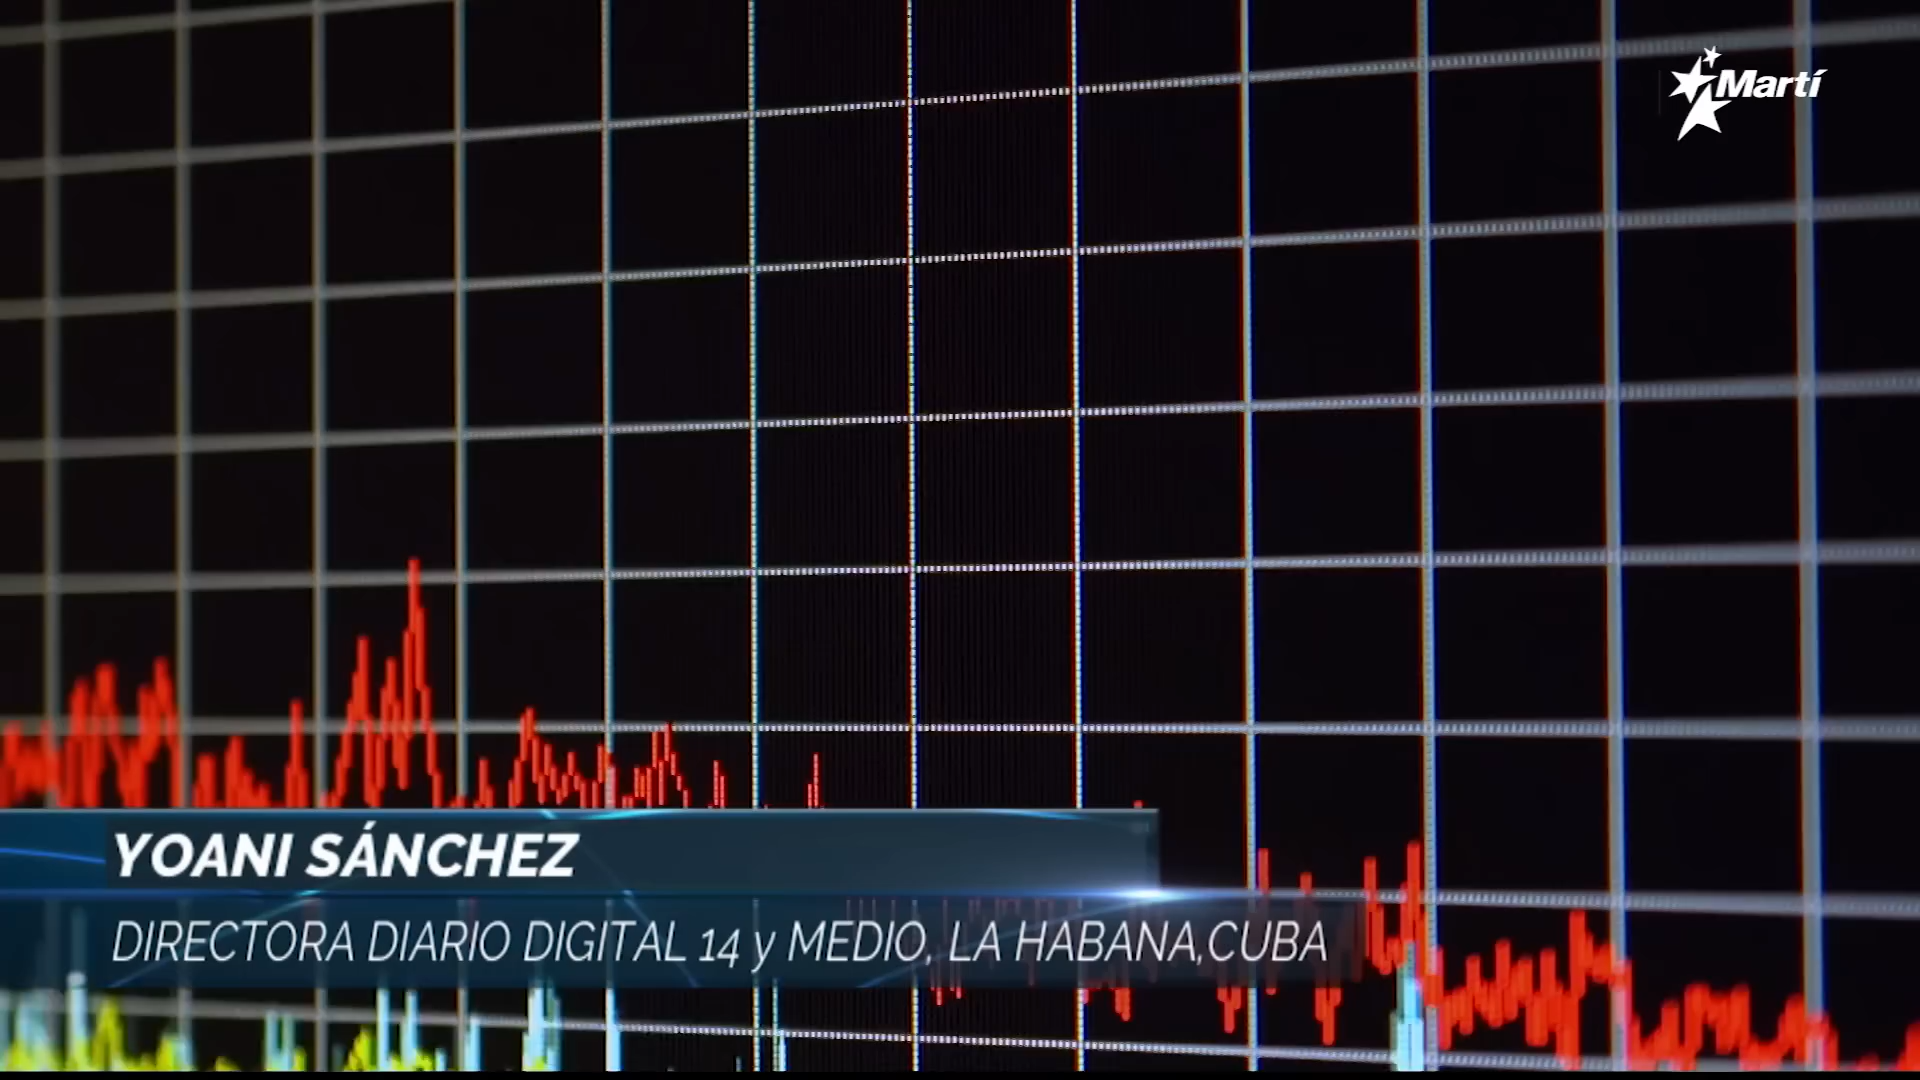 Martí
YOANI SÁNCHEZ
DIRECTORA DIARIO DIGITAL 14 y MEDIO, LA HABANA,CUBA